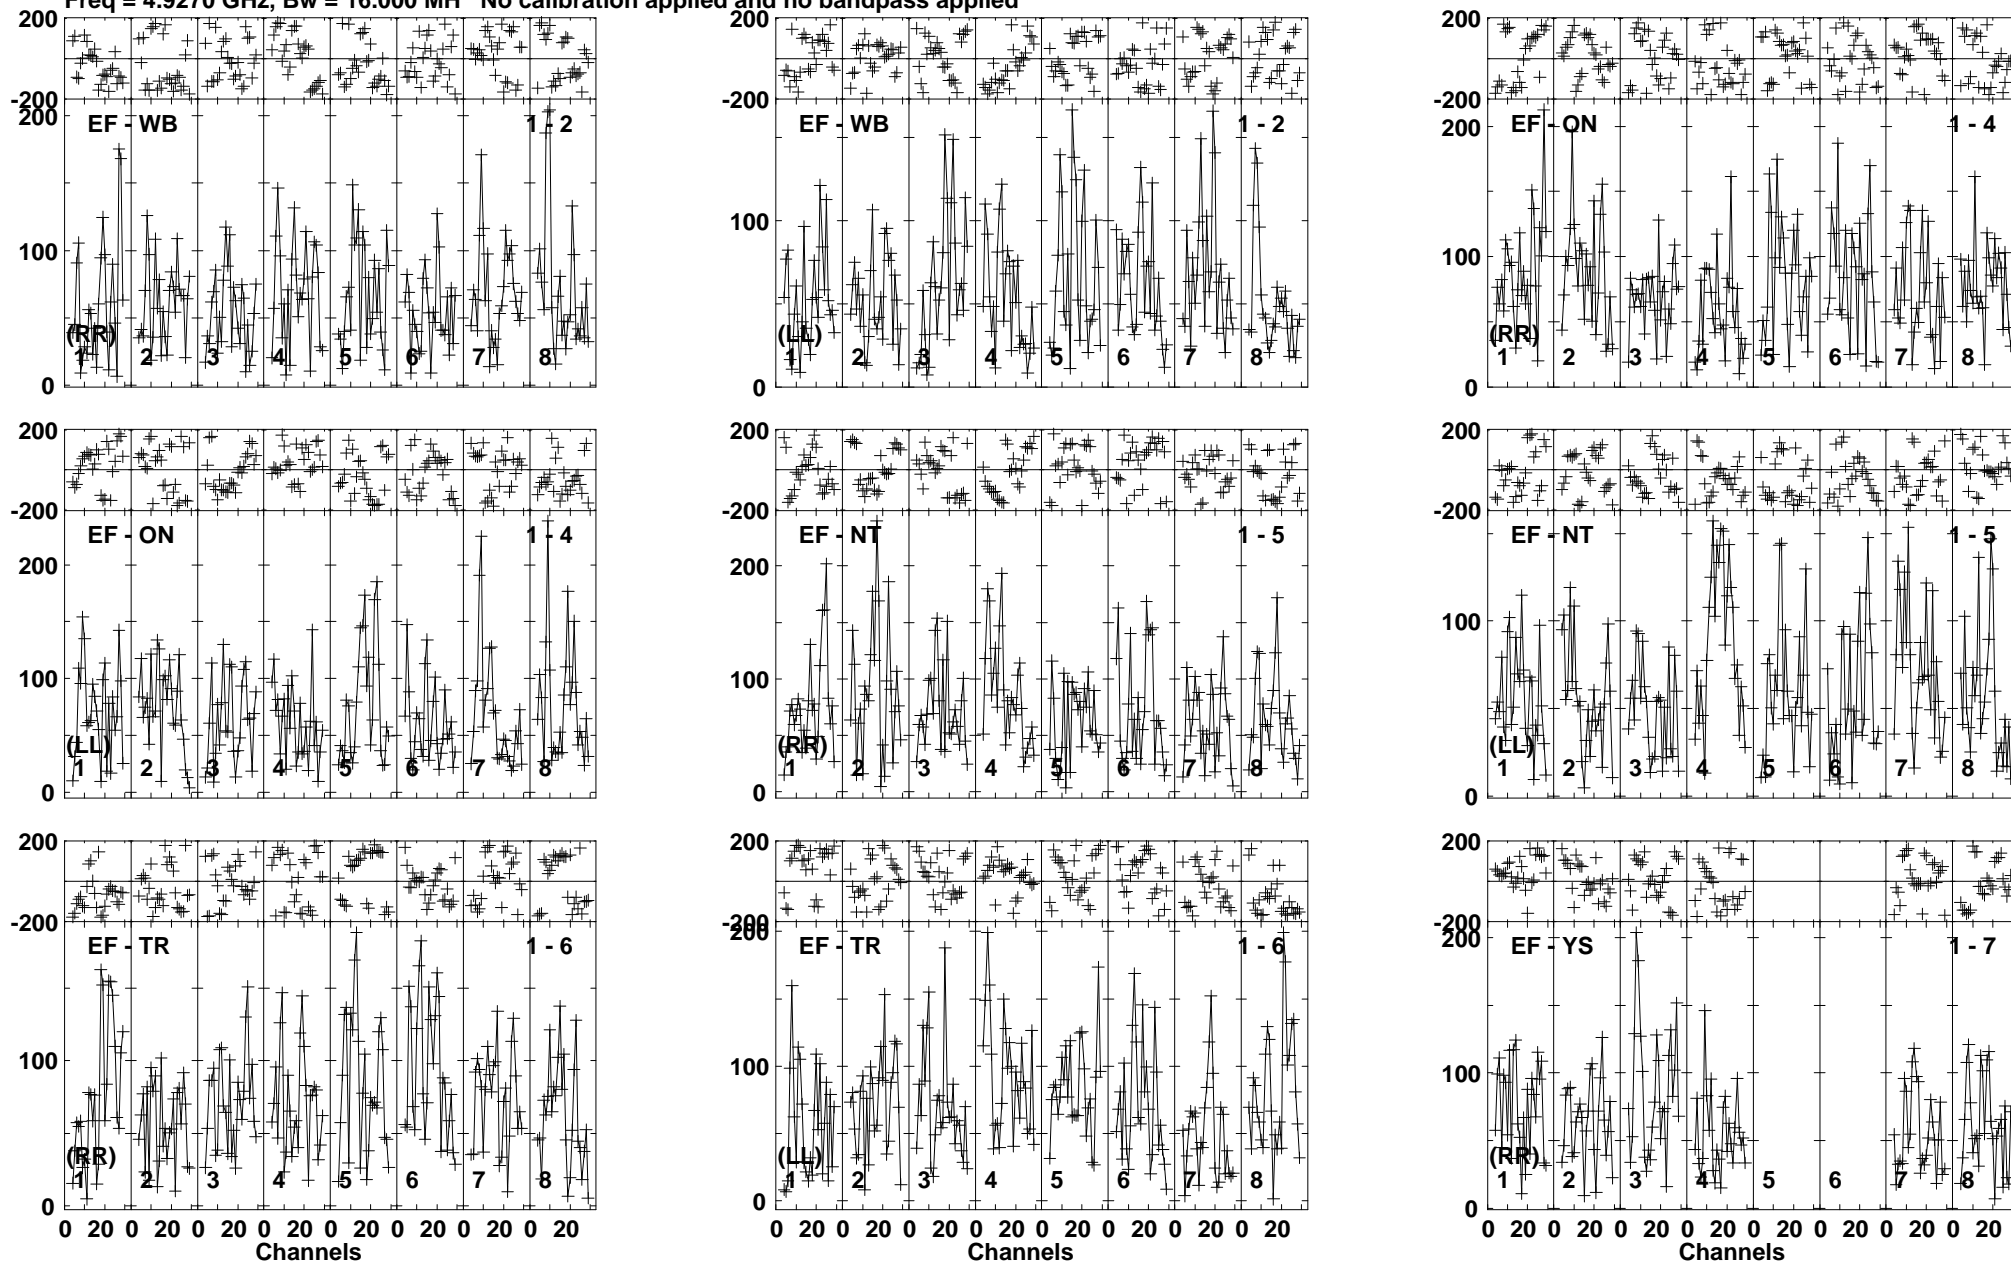 Freq = 4.9270 GHz, Bw = 16.000 MH No calibration applied and no bandpass applied
200 200 200
-200 -200 -200
200 EF - WB 1 - 2 EF - WB 1 - 2 200 EF - ON 1 - 4
100 100 100
(RR) (LL) (RR)
1 2 3 4 5 6 7 8 1 2 3 4 5 6 7 8 1 2 3 4 5 6 7 8
0 0 0
200 200 200
-200 -200 -200
EF - ON 1 - 4 EF - NT 1 - 5 EF - NT 1 - 5
200 200
100 100 100
(LL) (RR) (LL)
1 2 3 4 5 6 7 8 1 2 3 4 5 6 7 8 1 2 3 4 5 6 7 8
0 0 0
200 200 200
-200 -200 -200
EF - TR 1 - 6 200 EF - TR 1 - 6 200 EF - YS 1 - 7
100 100 100
(RR) (LL) (RR)
1 2 3 4 5 6 7 8 1 2 3 4 5 6 7 8 1 2 3 4 5 6 7 8
0 0 0
0 20 0 20 0 20 0 20 0 20 0 20 0 20 0 20 0 20 0 20 0 20 0 20 0 20 0 20 0 20 0 20 0 20 0 20 0 20 0 20 0 20 0 20 0 20 0 20
Channels Channels Channels